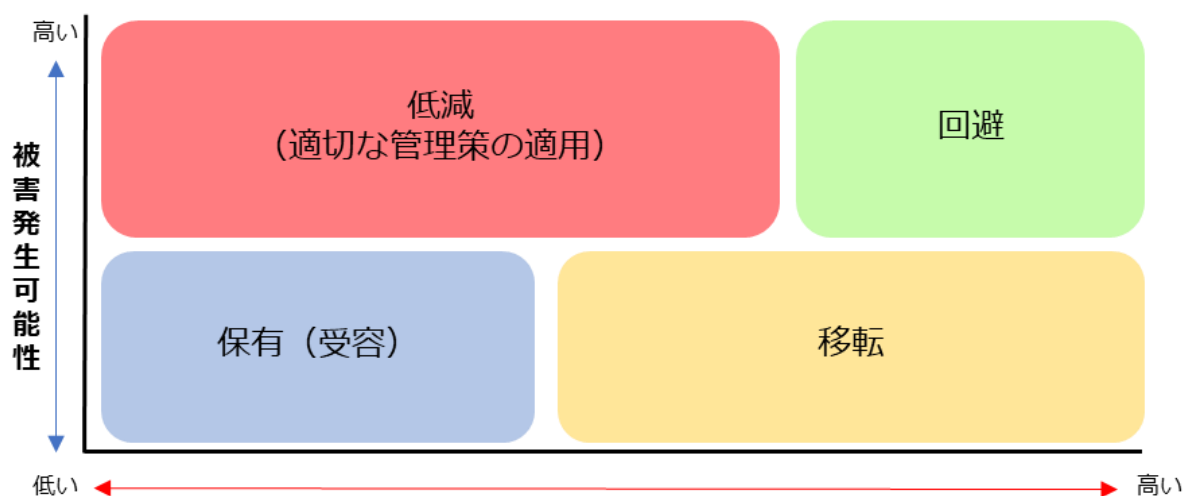 高い
低減
（適切な管理策の適用）
回避
被害発生可能性
保有（受容）
移転
低い
高い